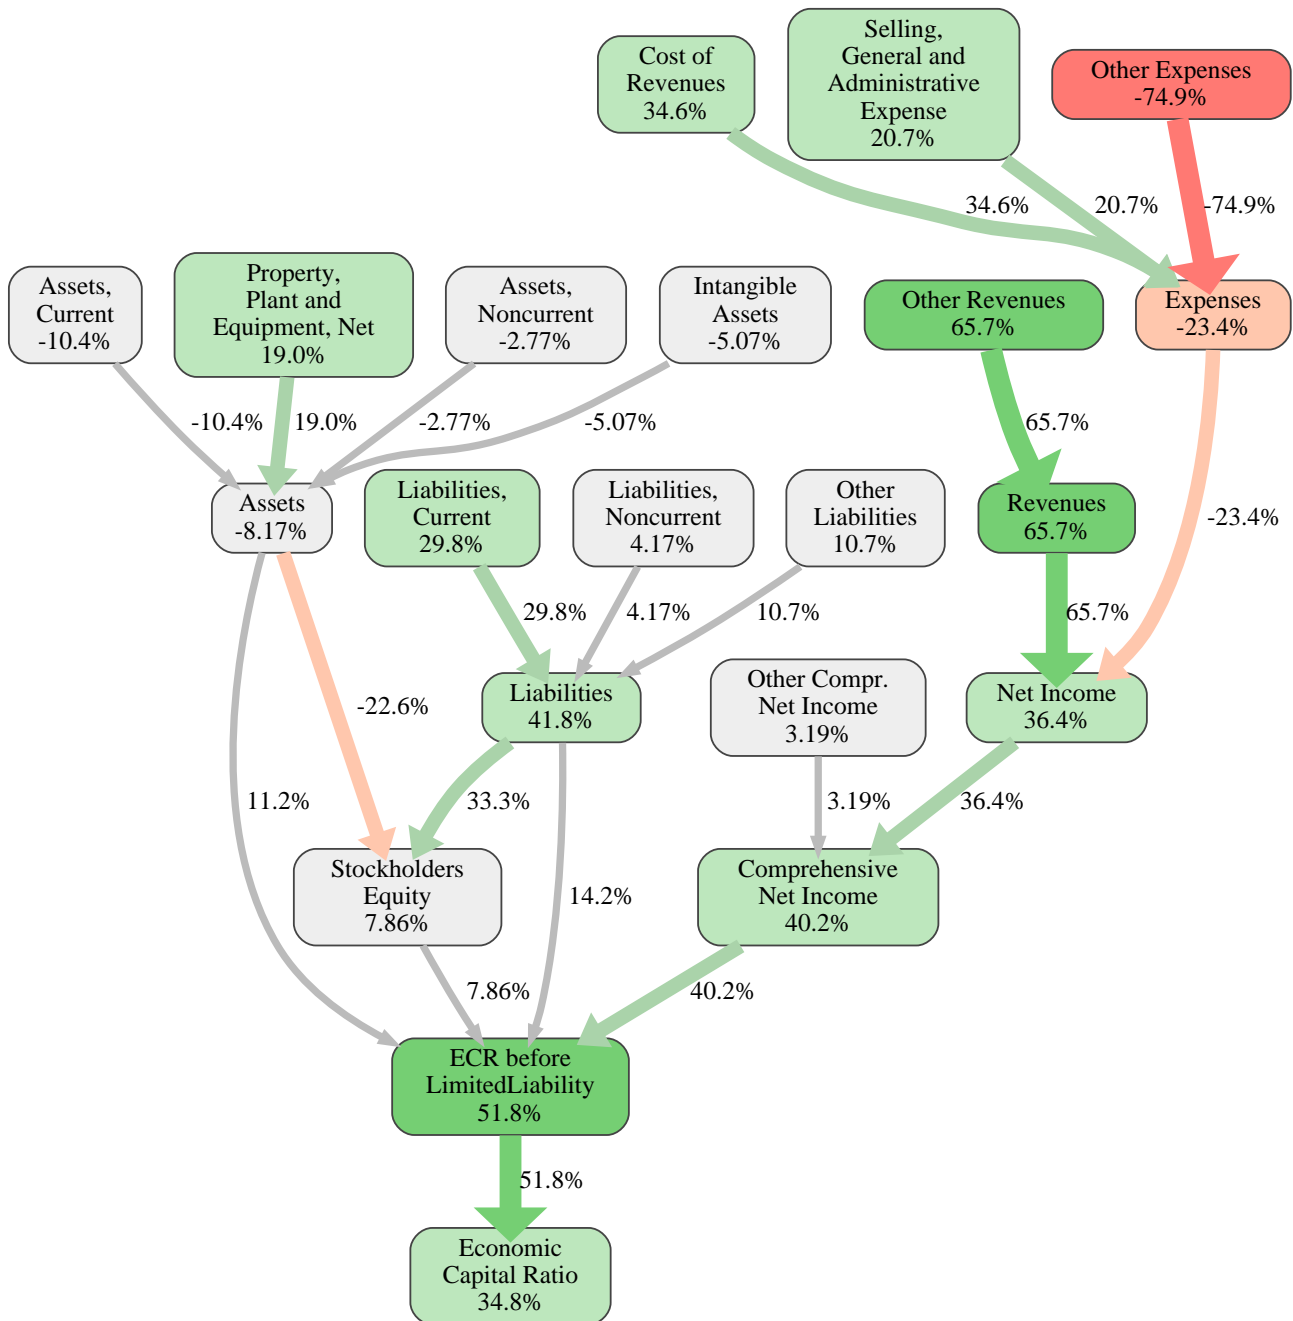 Cost of
Revenues
34.6%
Selling,
General and
Administrative
Expense
20.7%
Other Expenses
-74.9%
34.6%
20.7%
-74.9%
Assets,
Current
-10.4%
Property,
Plant and
Equipment, Net
19.0%
Assets,
Noncurrent
-2.77%
Intangible
Assets
-5.07%
Other Revenues
65.7%
Expenses
-23.4%
-10.4%
19.0%
-2.77%
-5.07%
65.7%
Assets
-8.17%
Liabilities,
Current
29.8%
Liabilities,
Noncurrent
4.17%
Other
Liabilities
10.7%
Revenues
65.7%
-23.4%
29.8%
4.17%
10.7%
65.7%
-22.6%
Liabilities
41.8%
Other Compr.
Net Income
3.19%
Net Income
36.4%
11.2%
33.3%
3.19%
36.4%
Stockholders
Equity
7.86%
14.2%
Comprehensive
Net Income
40.2%
7.86%
40.2%
ECR before
LimitedLiability
51.8%
51.8%
Economic
Capital Ratio
34.8%